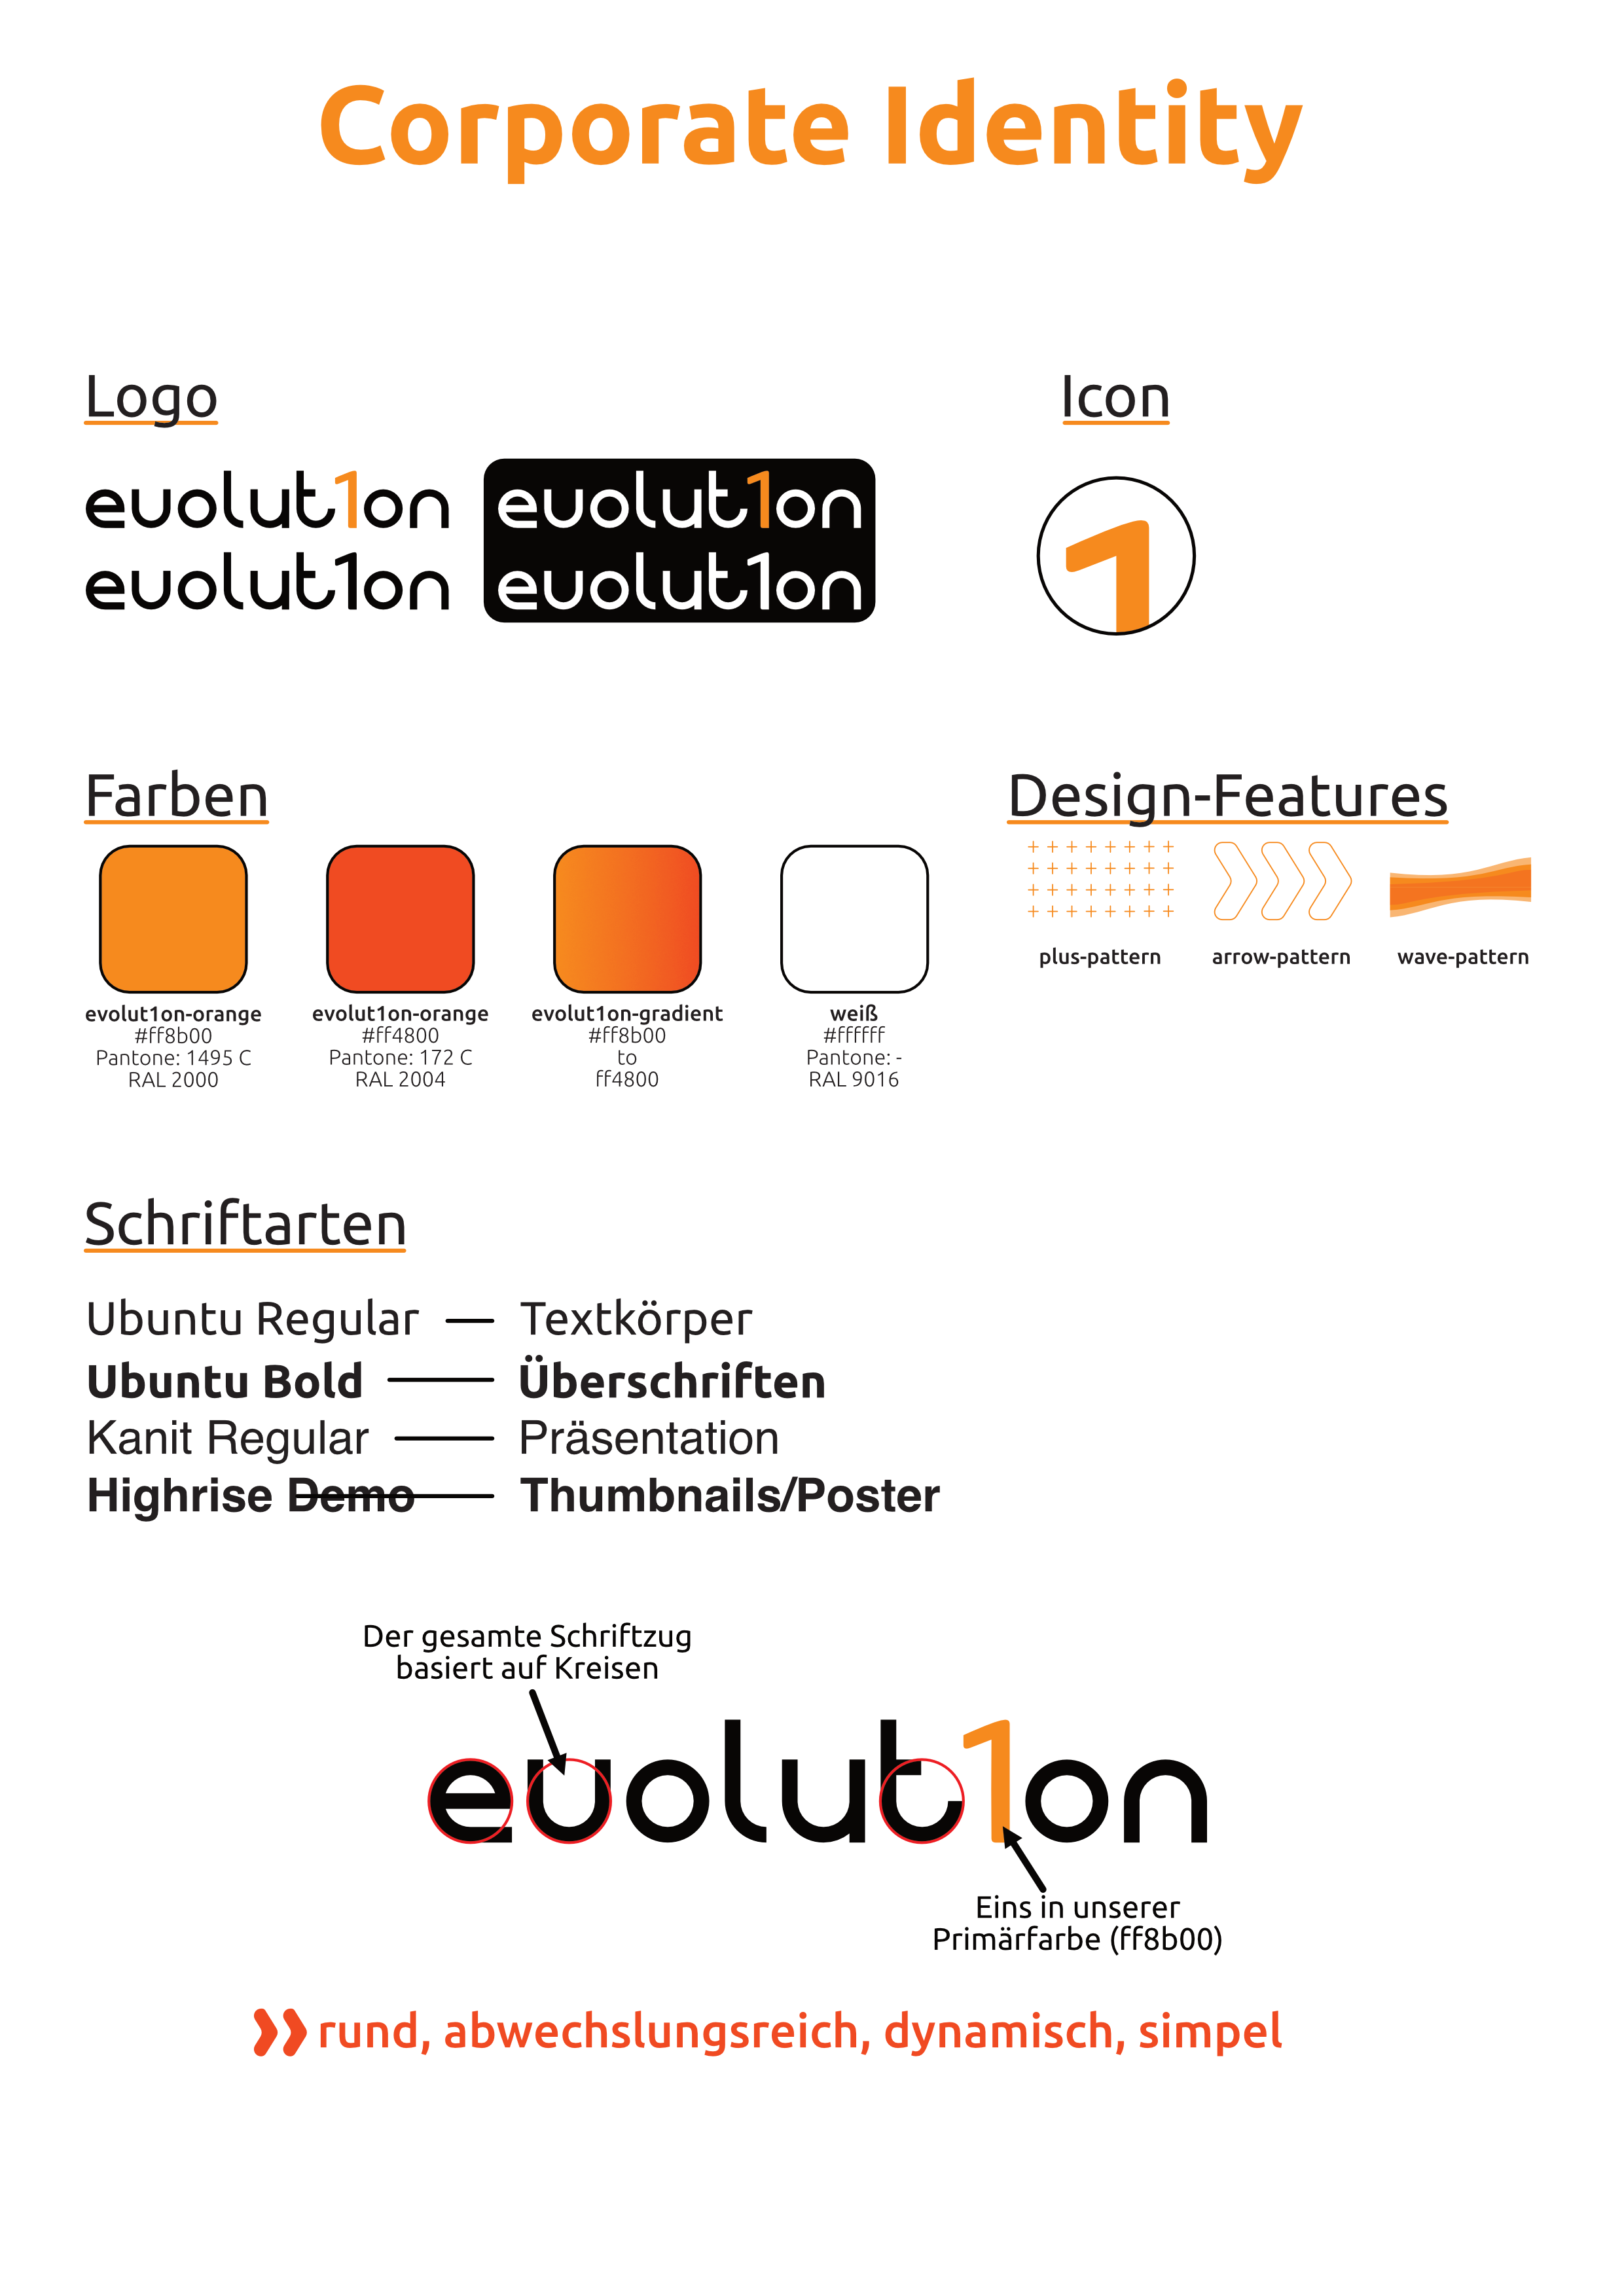 Corporate Identity
Logo
evolut1on
evolut1on
evolut1on
evolut1on
Icon
1
Farben
evolut1on-orange
#ff8b00
Pantone: 1495 C
RAL 2000
evolut1on-orange
#ff4800
Pantone: 172 C
RAL 2004
evolut1on-gradient
#ff8b00
to
ff4800
weiß
#ffffff
Pantone: -
RAL 9016
Design-Features
plus-pattern
arrow-pattern
wave-pattern
Schriftarten
Ubuntu Regular — Textkörper
Ubuntu Bold — Überschriften
Kanit Regular — Präsentation
Highrise Demo — Thumbnails/Poster
Der gesamte Schriftzug
basiert auf Kreisen
evolut1on
Eins in unserer
Primärfarbe (ff8b00)
rund, abwechslungsreich, dynamisch, simpel